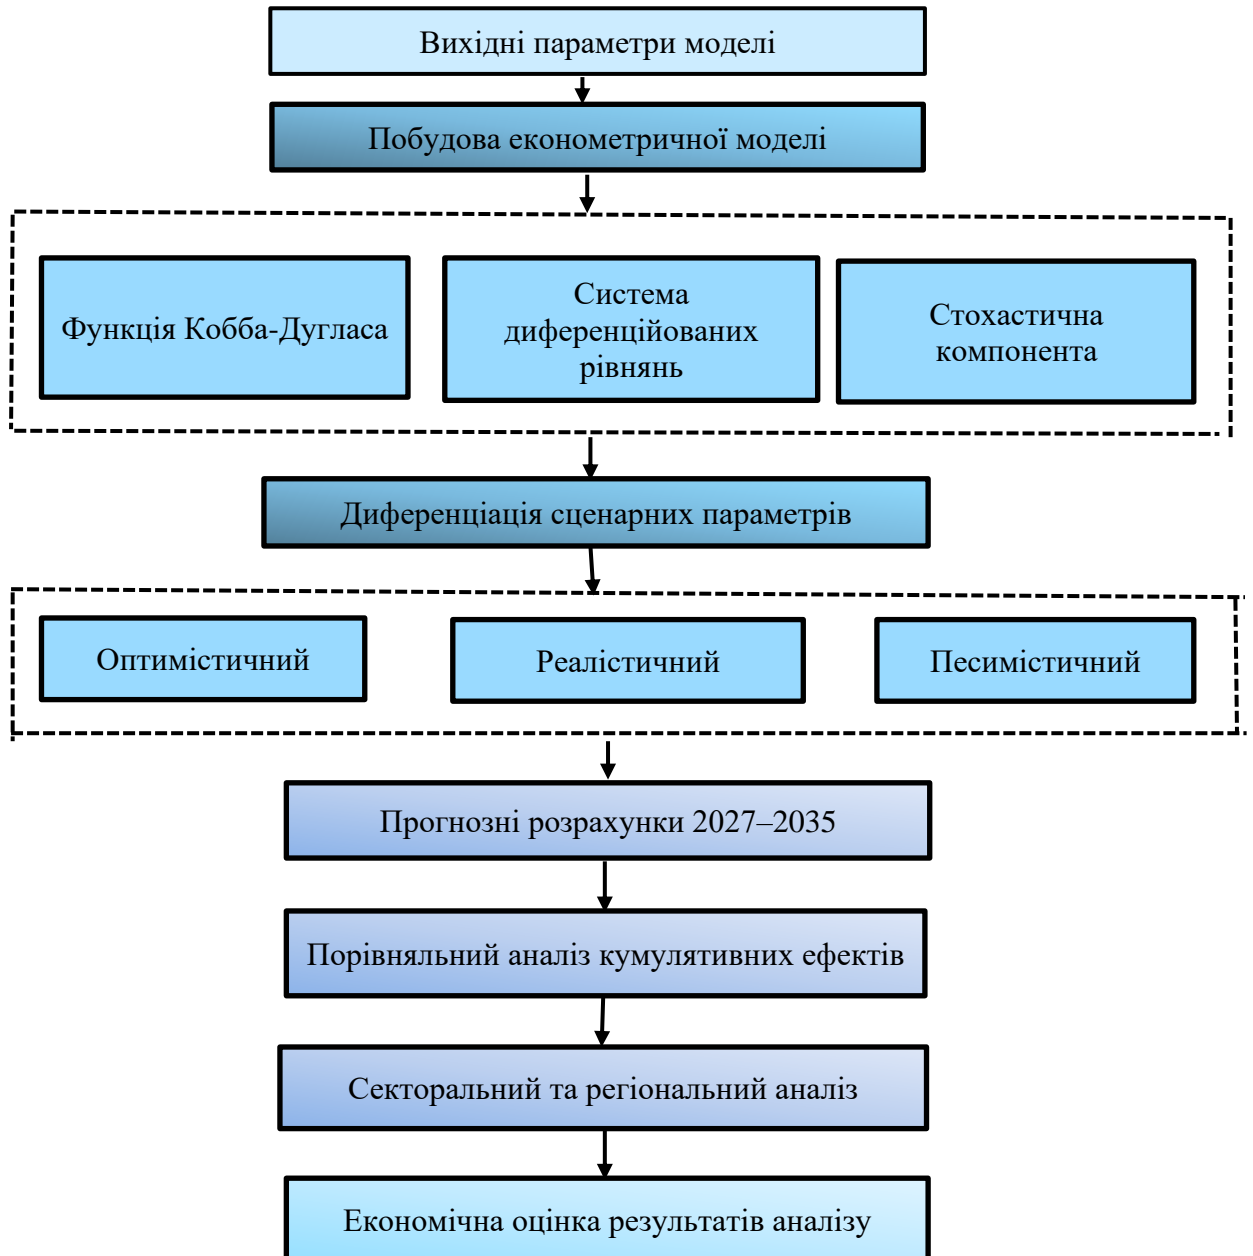 Вихідні параметри моделі
Побудова економетричної моделі
Функція Кобба-Дугласа
Система
диференційованих
рівнянь
Стохастична
компонента
Диференціація сценарних параметрів
Оптимістичний
Реалістичний
Песимістичний
Прогнозні розрахунки 2027–2035
Порівняльний аналіз кумулятивних ефектів
Секторальний та регіональний аналіз
Економічна оцінка результатів аналізу